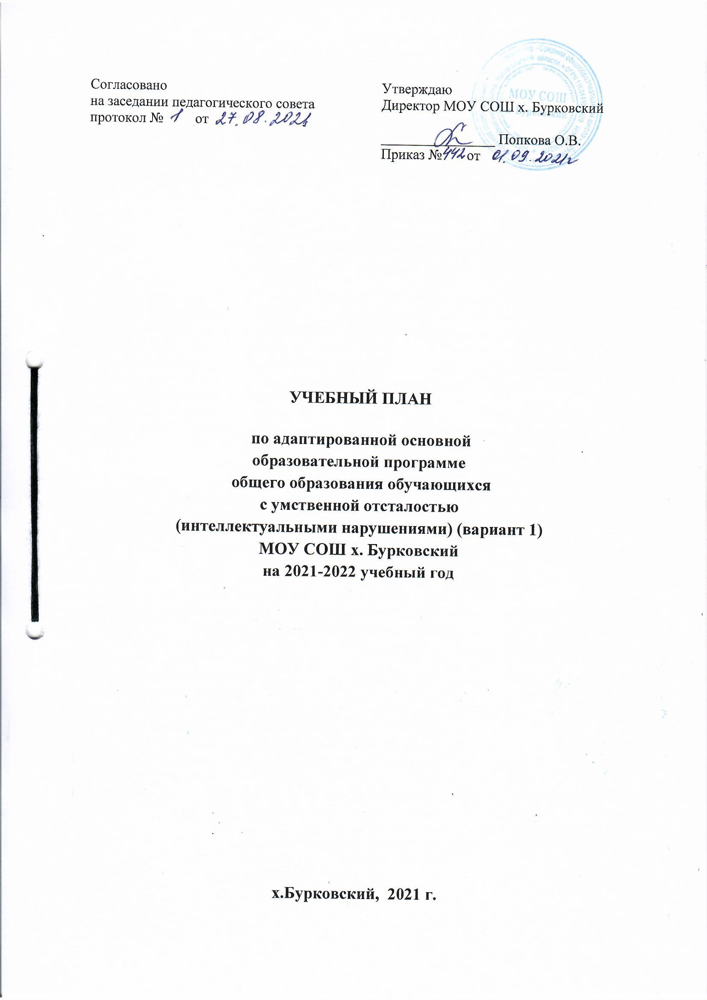 Согласовано
на заседании педагогического совета
протокол № 1 от 27.08.2021
Утверждаю
Директор МОУ СОШ х. Бурковский
Попкова О.В.
Приказ №442 от 01.09.2021г
МОУ СОШ
УЧЕБНЫЙ ПЛАН
по адаптированной основной
образовательной программе
общего образования обучающихся
с умственной отсталостью
(интеллектуальными нарушениями) (вариант 1)
МОУ СОШ х. Бурковский
на 2021-2022 учебный год
х.Бурковский, 2021 г.